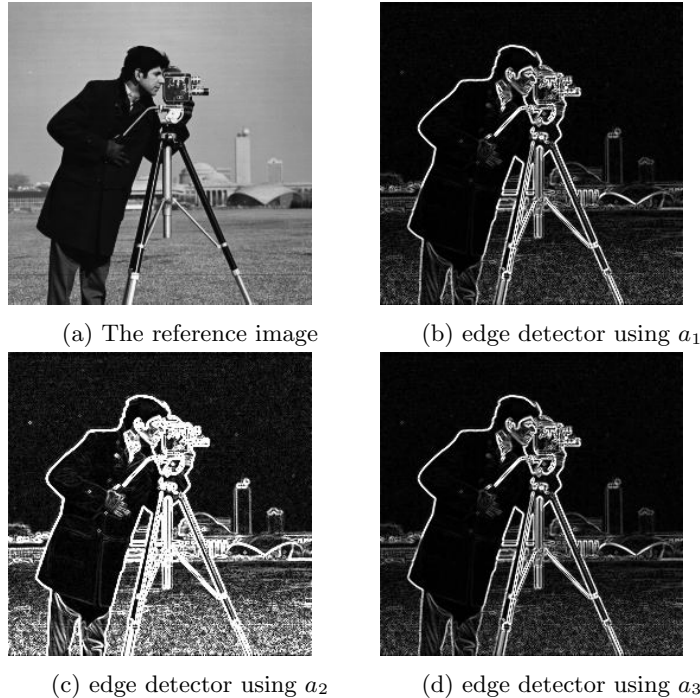 (a) The reference image
(b) edge detector using a₁
(c) edge detector using a₂
(d) edge detector using a₃